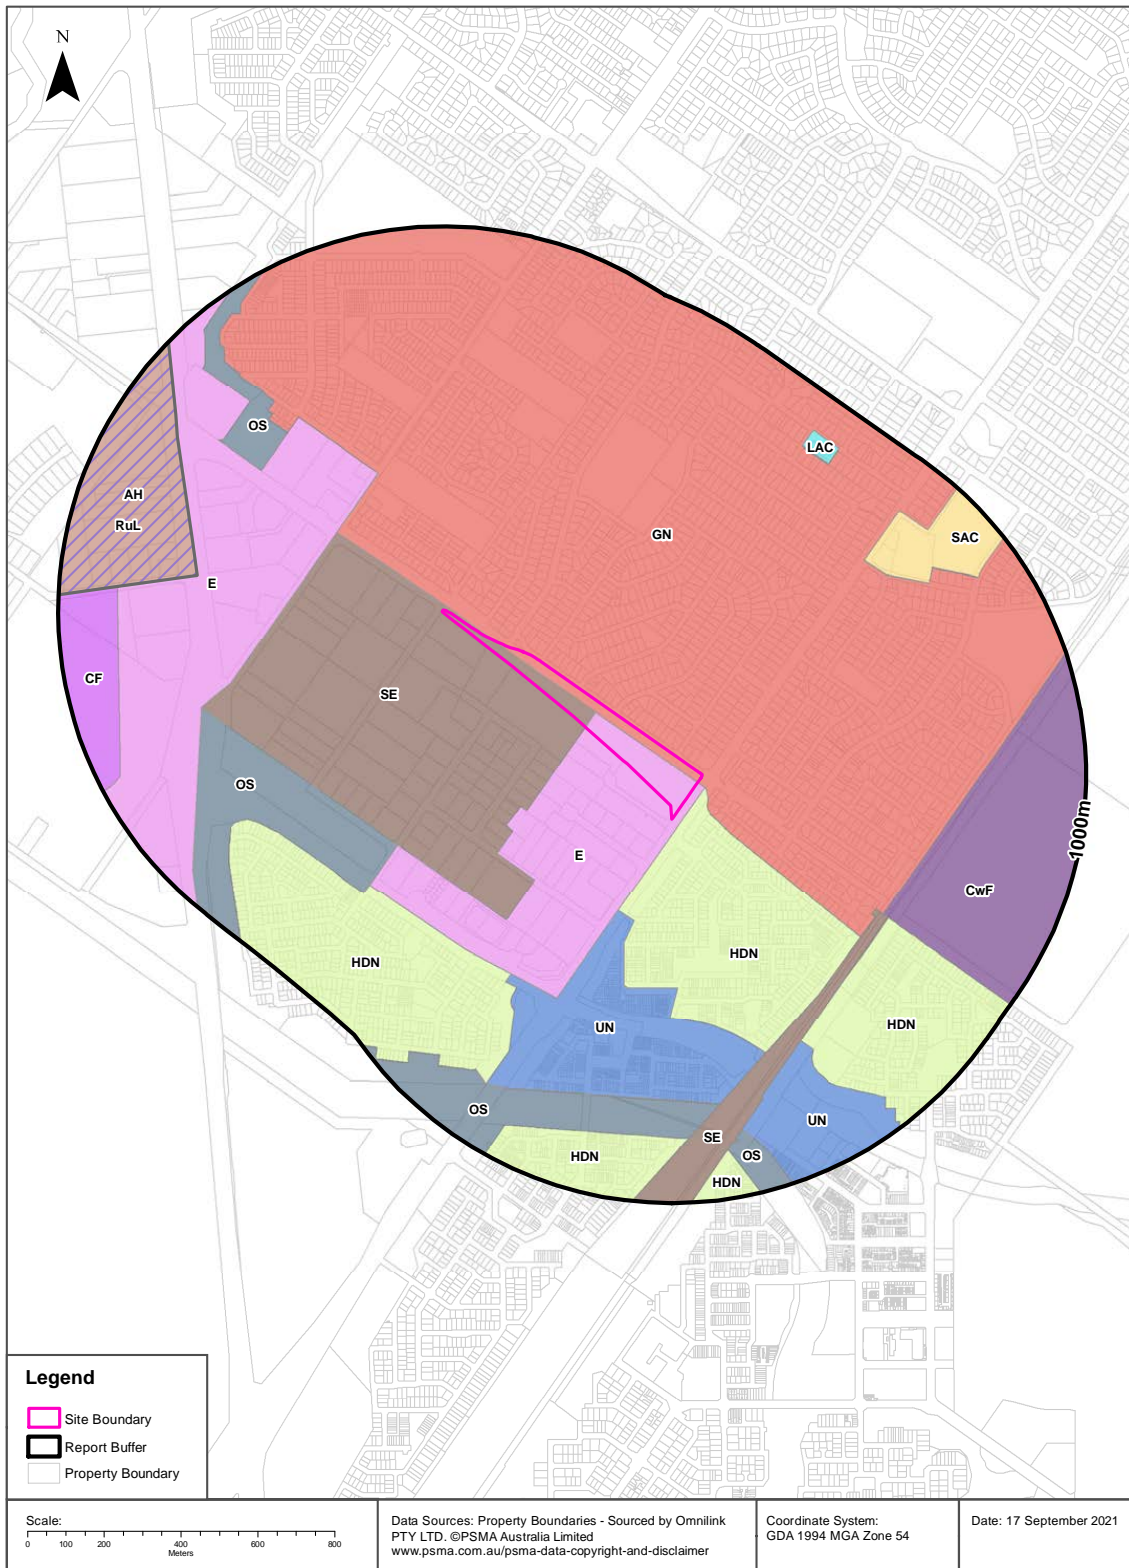 N
OS
LAC
AH
RuL
GN
SAC
E
CF
SE
OS
1000m
E
CwF
HDN
HDN
UN
HDN
OS
UN
SE
OS
HDN
HDN
Legend
Site Boundary
Report Buffer
Property Boundary
Scale:
0 100 200 400 600 800
Meters
Data Sources: Property Boundaries - Sourced by Omnilink
PTY LTD. ©PSMA Australia Limited
www.psma.com.au/psma-data-copyright-and-disclaimer
Coordinate System:
GDA 1994 MGA Zone 54
Date: 17 September 2021